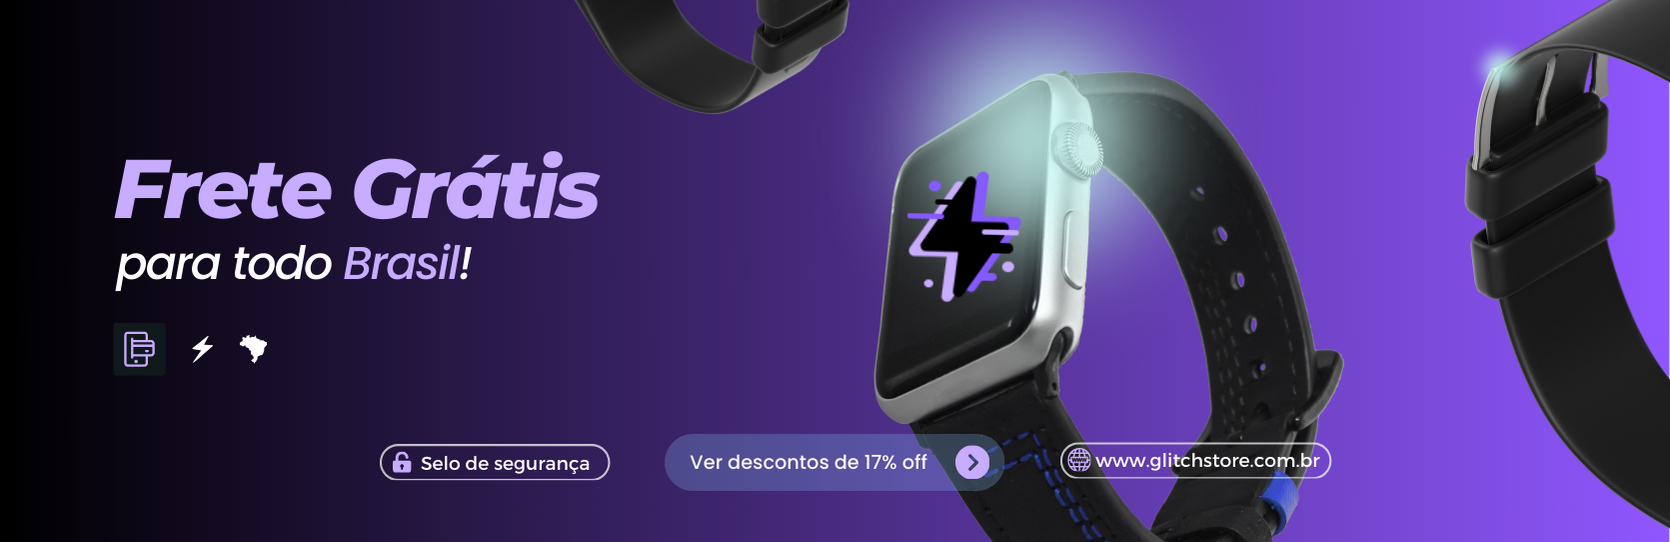 Frete Grátis
para todo Brasil!
Selo de segurança
Ver descontos de 17% off
www.glitchstore.com.br